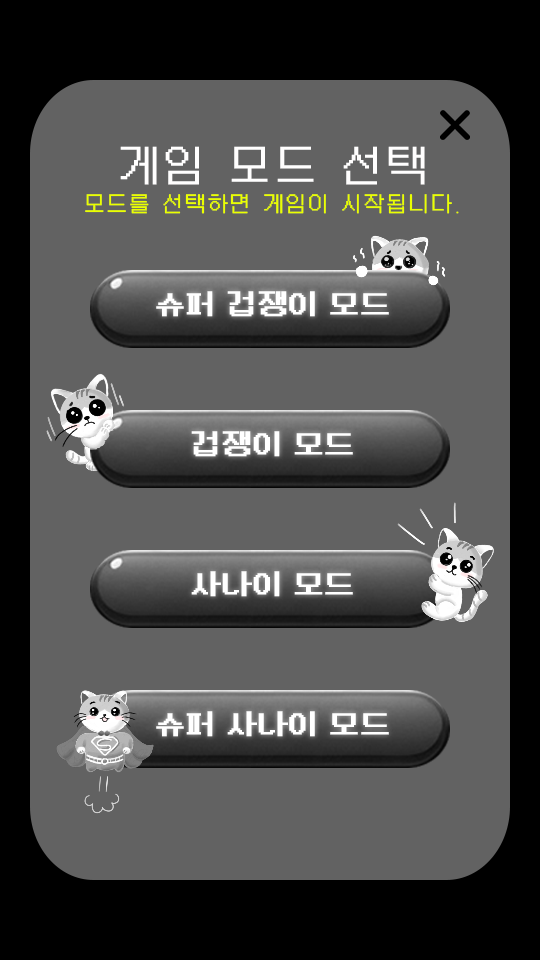 게임 모드 선택
모드를 선택하면 게임이 시작됩니다.
슈퍼 겁쟁이 모드
겁쟁이 모드
사나이 모드
슈퍼 사나이 모드